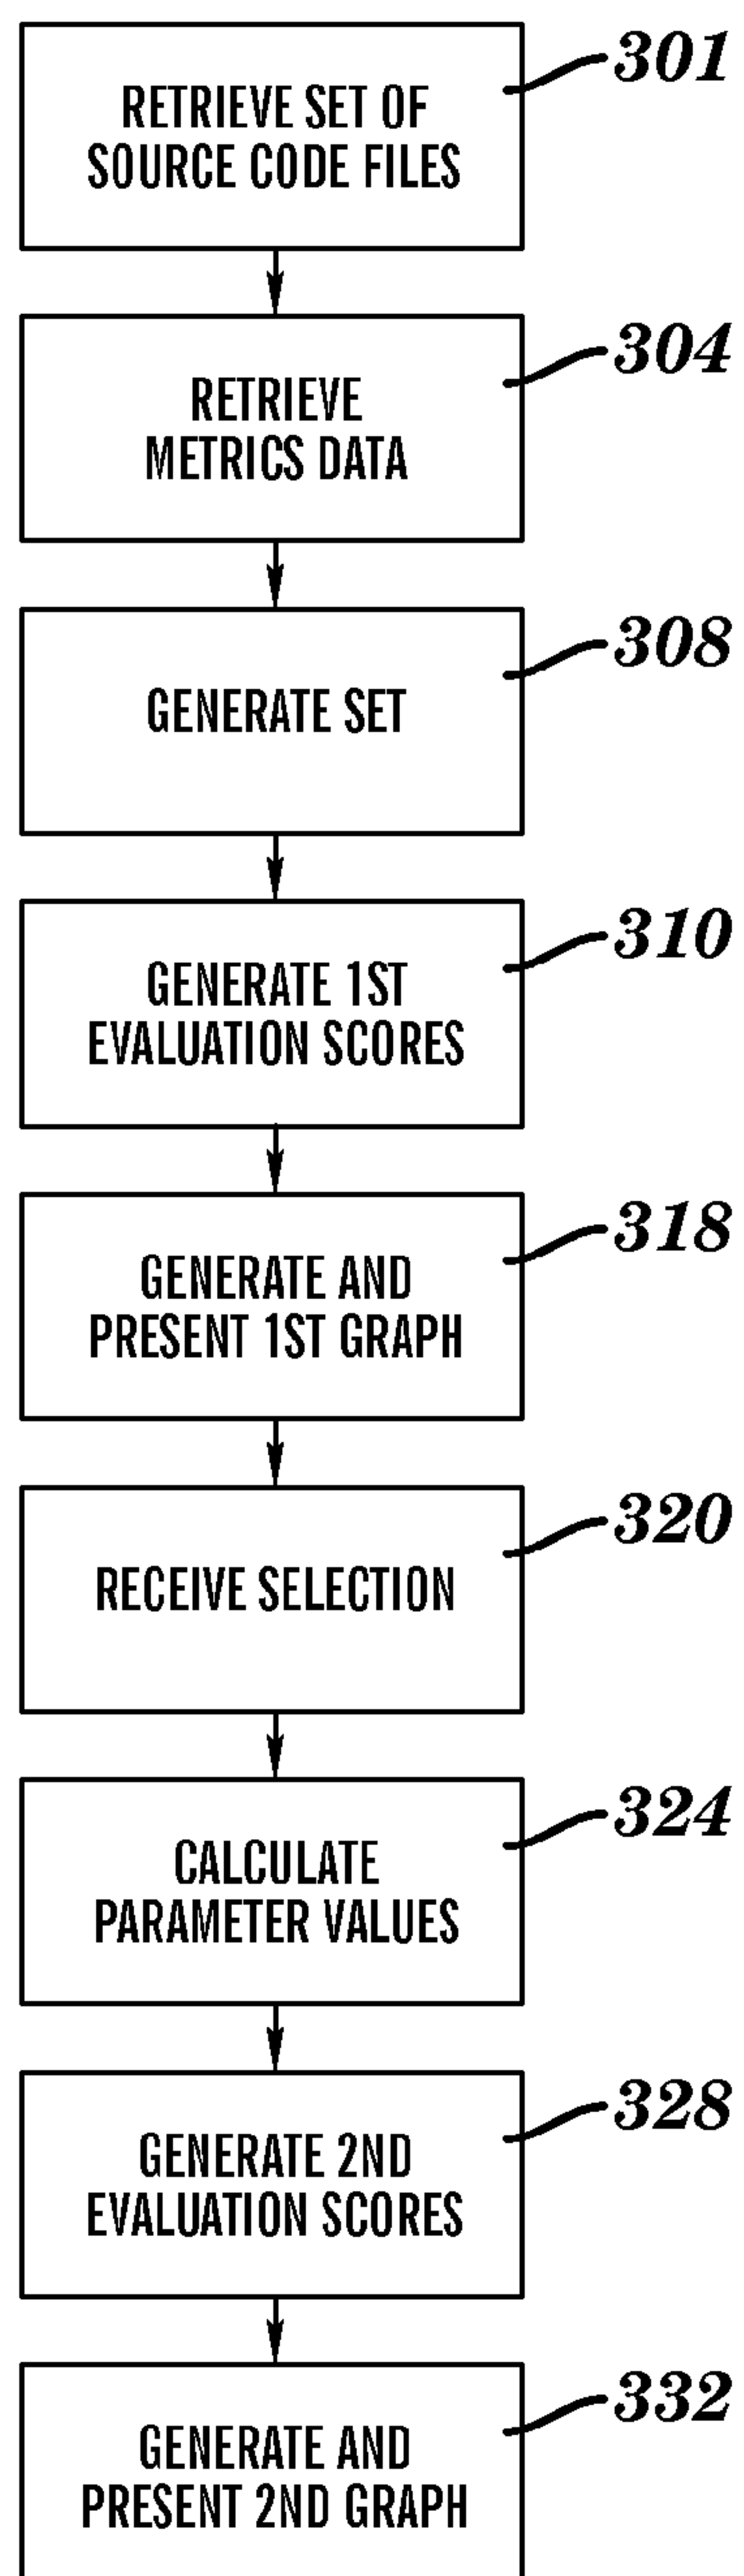 301
RETRIEVE SET OF
SOURCE CODE FILES
304
RETRIEVE
METRICS DATA
308
GENERATE SET
310
GENERATE 1ST
EVALUATION SCORES
318
GENERATE AND
PRESENT 1ST GRAPH
320
RECEIVE SELECTION
324
CALCULATE
PARAMETER VALUES
328
GENERATE 2ND
EVALUATION SCORES
332
GENERATE AND
PRESENT 2ND GRAPH